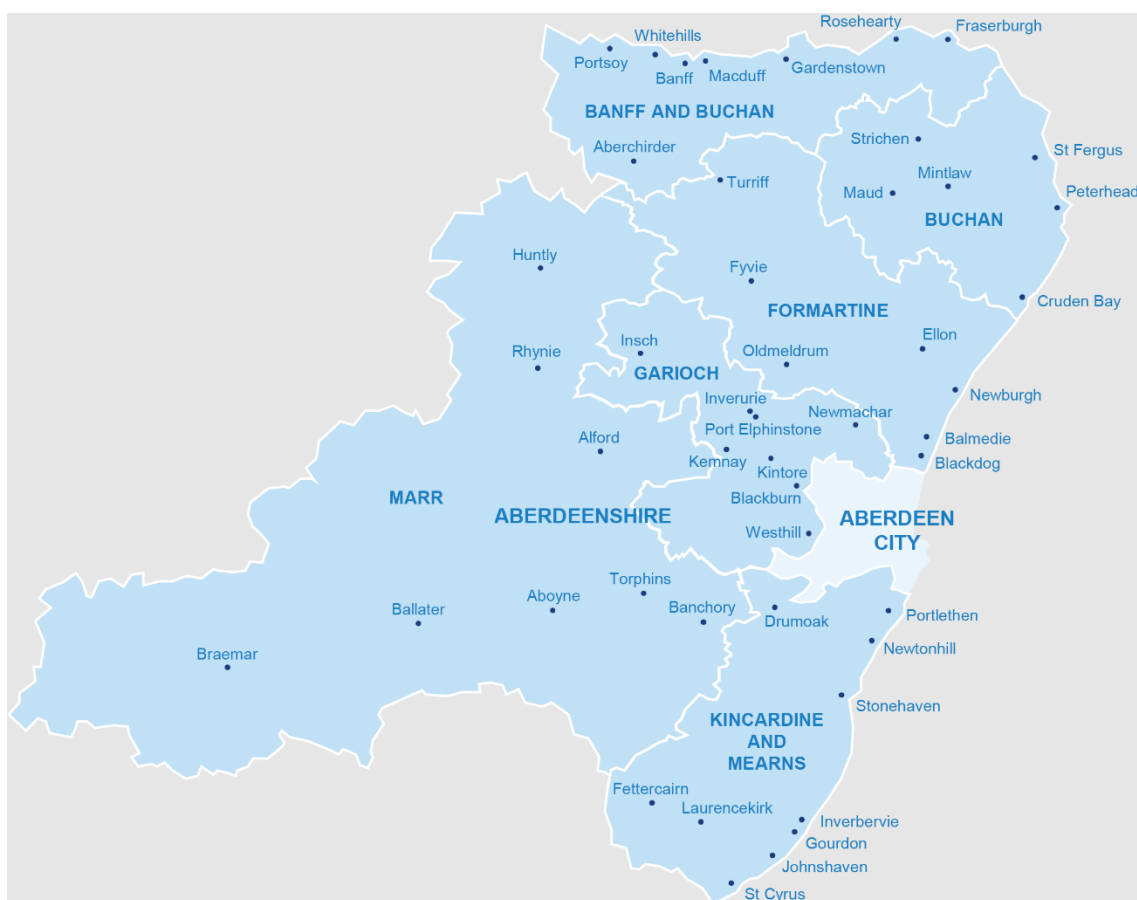 Rosehearty
Fraserburgh
Whitehills
Portsoy
Banff
Macduff
Gardenstown
BANFF AND BUCHAN
Strichen
Aberchirder
St Fergus
Turriff
Mintlaw
Maud
Peterhead
BUCHAN
Huntly
Fyvie
Cruden Bay
FORMARTINE
Ellon
Insch
Oldmeldrum
Rhynie
GARIOCH
Newburgh
Inverurie
Newmachar
Port Elphinstone
Alford
Balmedie
Kemnay
Blackdog
Kintore
MARR
Blackburn
ABERDEENSHIRE
ABERDEEN
CITY
Westhill
Torphins
Aboyne
Ballater
Banchory
Drumoak
Portlethen
Newtonhill
Braemar
Stonehaven
KINCARDINE
AND
MEARNS
Fettercairn
Laurencekirk
Inverbervie
Gourdon
Johnshaven
St Cyrus